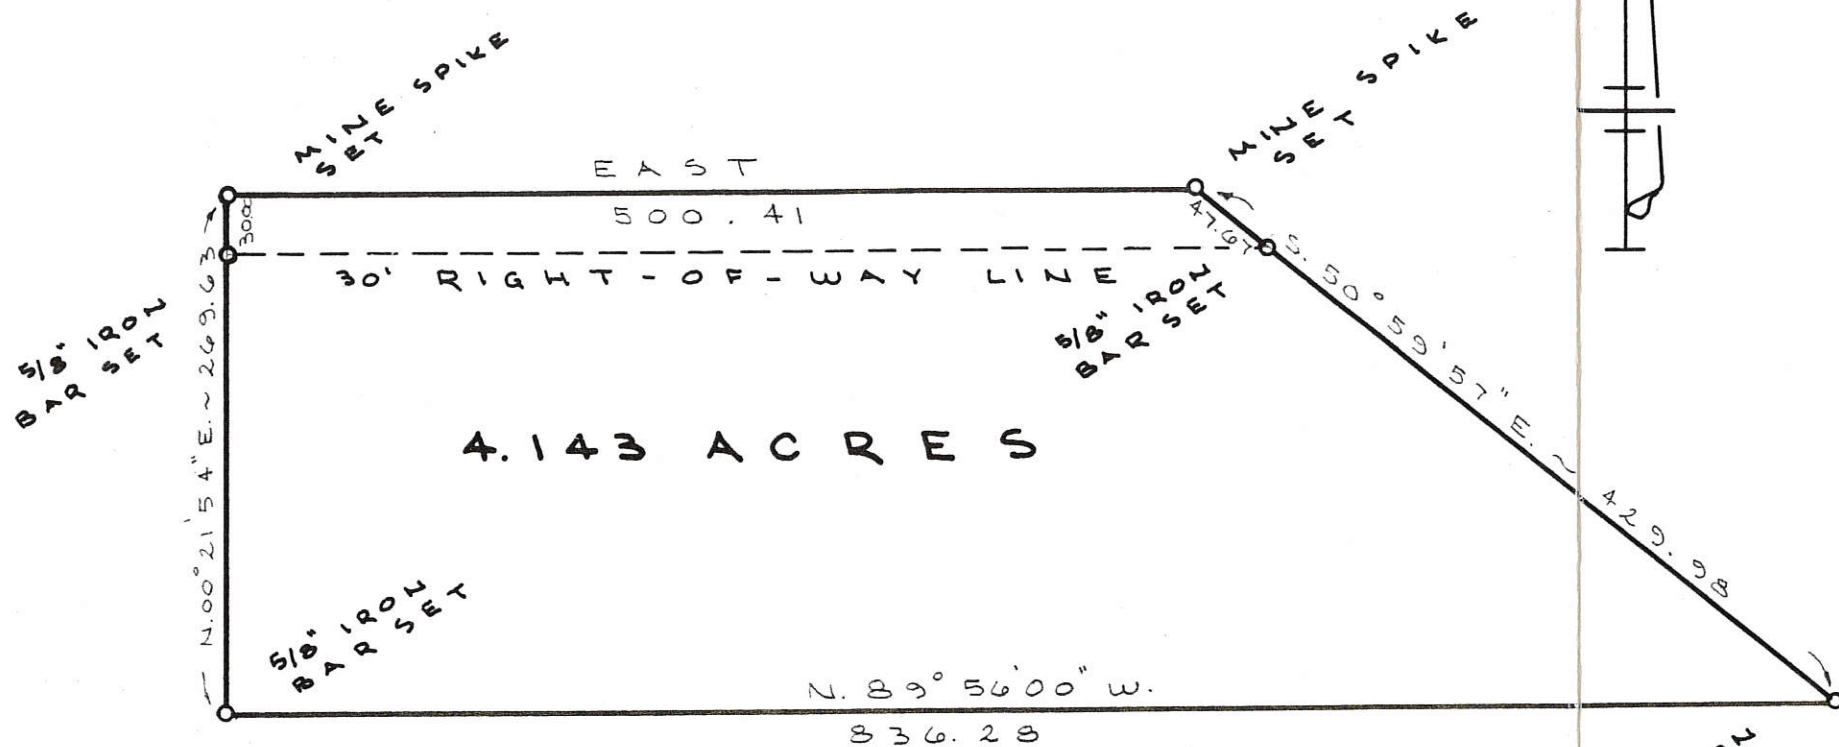 MINE SPIKE
SET
MINE SPIKE
SET
EAST
500.41
30.00
47.67
30' RIGHT-OF-WAY LINE
5/8" IRON
BAR SET
5/8" IRON
BAR SET
S. 50° 59' 57" E. ~ 429.98
N. 00° 21' 54" E. ~ 269.63
4.143 ACRES
5/8" IRON
BAR SET
N. 89° 56' 00" W.
836.28